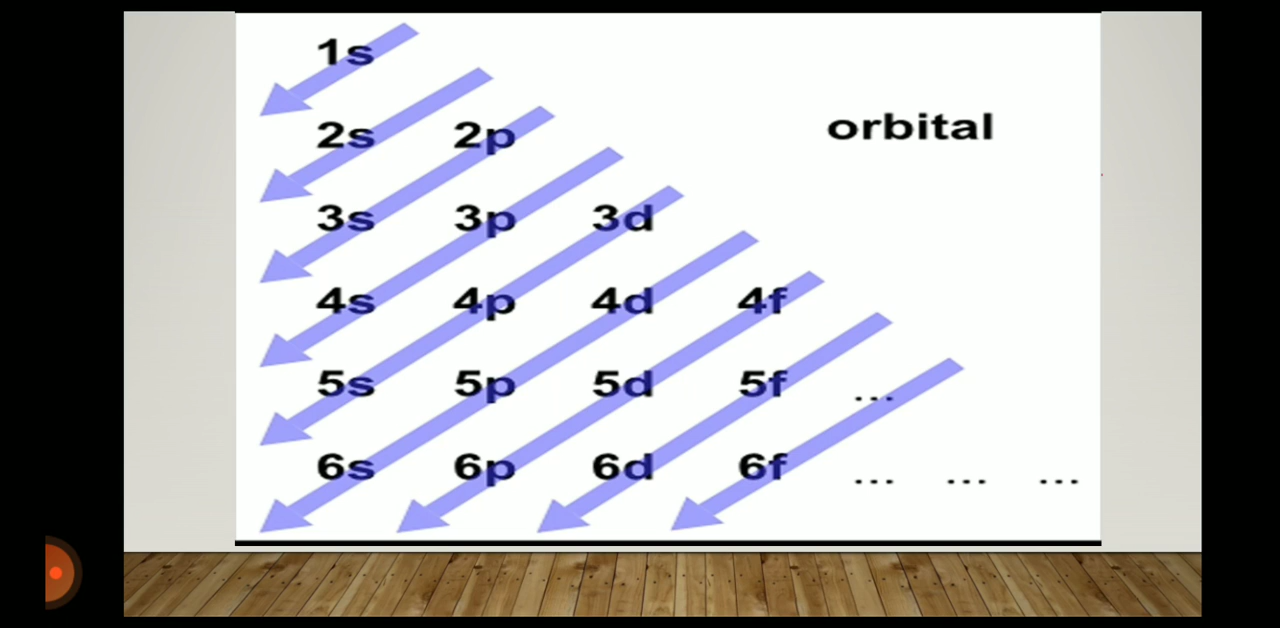 1s
orbital
2s 2p
3s 3p 3d
4s 4p 4d 4f
5s 5p 5d 5f ...
6s 6p 6d 6f ... ... ...